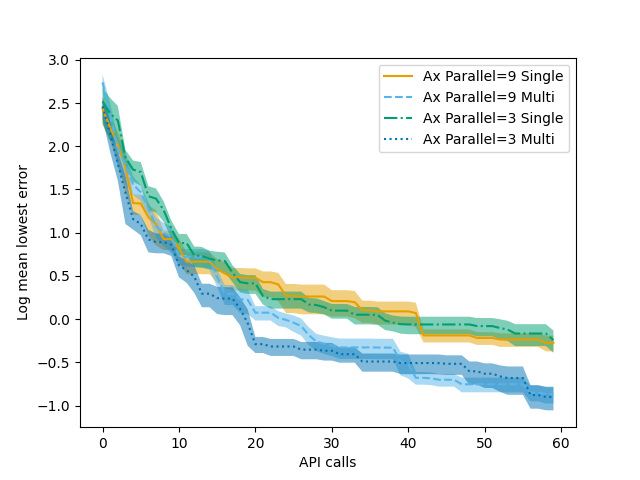 3.0
2.5
2.0
1.5
1.0
0.5
0.0
−0.5
−1.0
Log mean lowest error
0 10 20 30 40 50 60
API calls
Ax Parallel=9 Single
Ax Parallel=9 Multi
Ax Parallel=3 Single
Ax Parallel=3 Multi